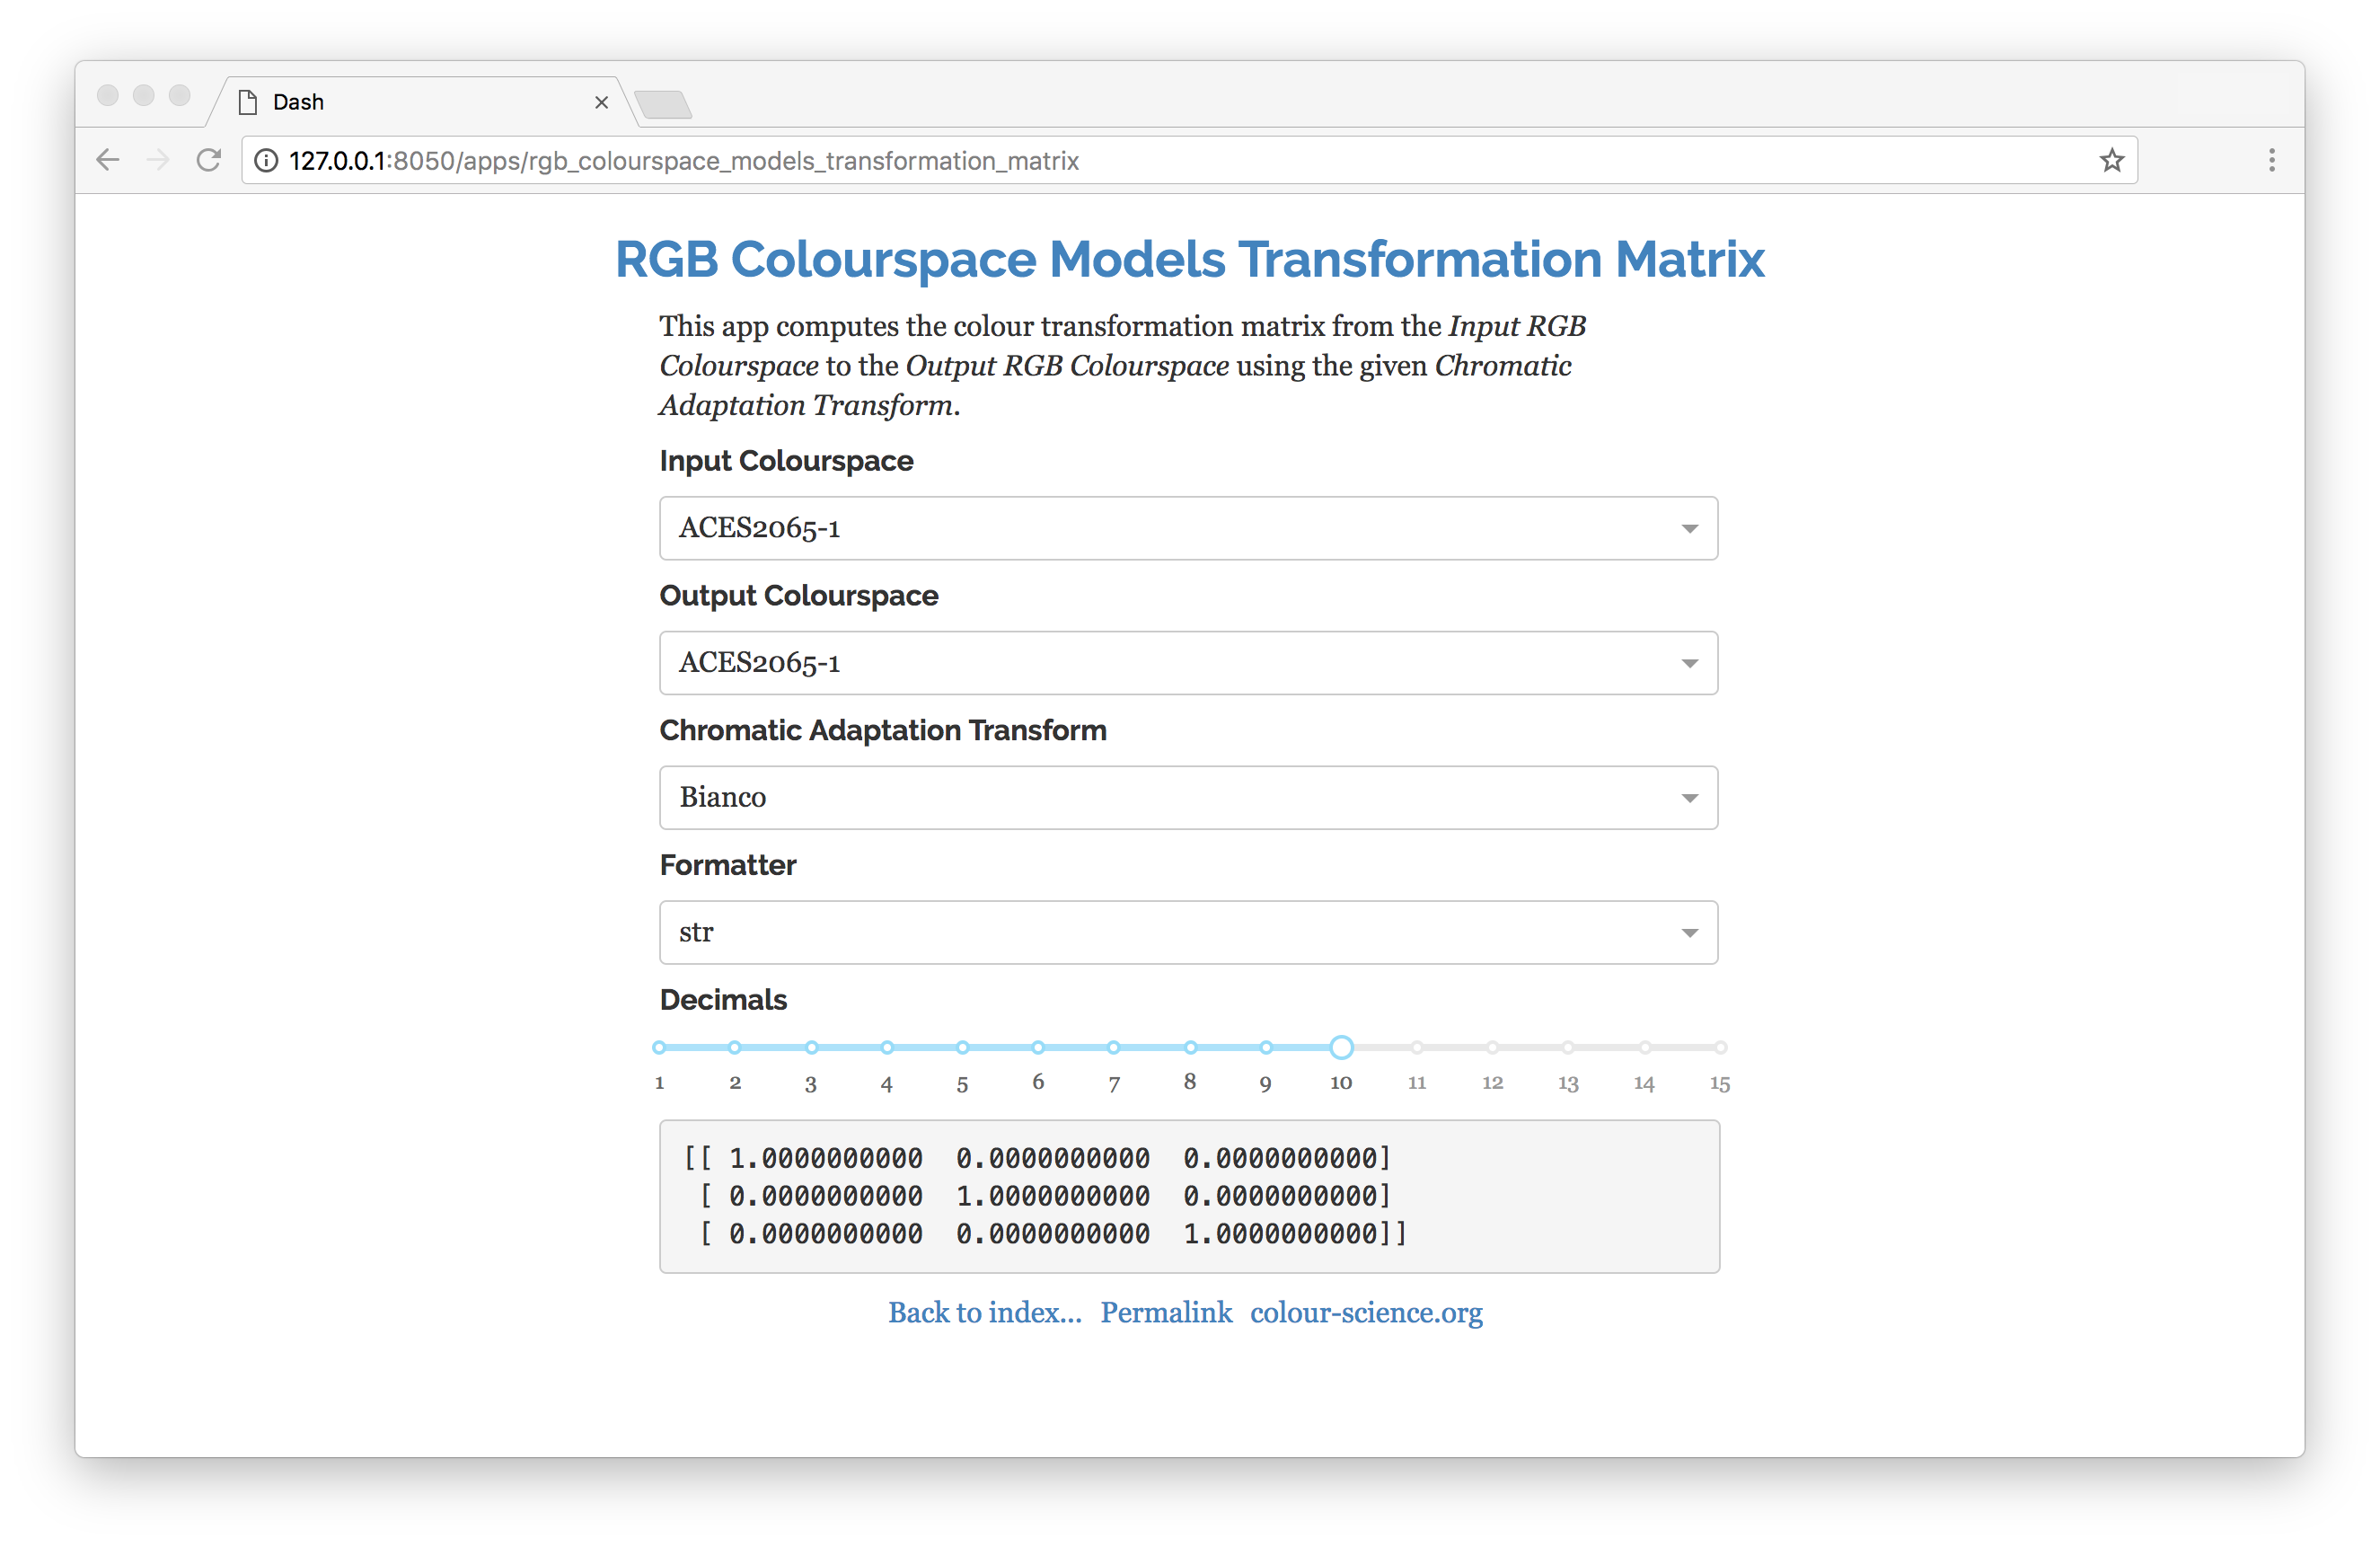 Dash
127.0.0.1:8050/apps/rgb_colourspace_models_transformation_matrix
RGB Colourspace Models Transformation Matrix
This app computes the colour transformation matrix from the Input RGB
Colourspace to the Output RGB Colourspace using the given Chromatic
Adaptation Transform.
Input Colourspace
ACES2065-1
Output Colourspace
ACES2065-1
Chromatic Adaptation Transform
Bianco
Formatter
str
Decimals
1 2 3 4 5 6 7 8 9 10 11 12 13 14 15
[[ 1.0000000000  0.0000000000  0.0000000000]
 [ 0.0000000000  1.0000000000  0.0000000000]
 [ 0.0000000000  0.0000000000  1.0000000000]]
Back to index... Permalink colour-science.org